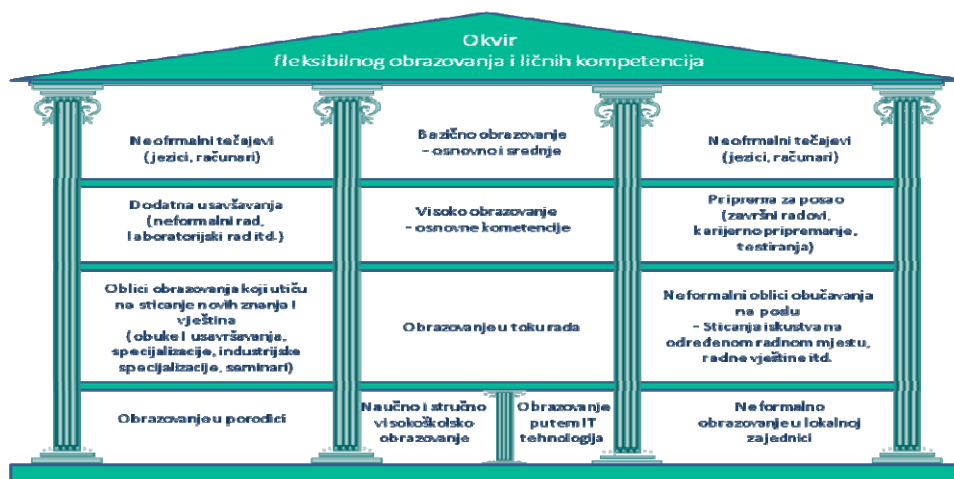 Okvir
fleksibilnog obrazovanja i ličnih kompetencija
Neofrmalni tečajevi
(jezici, računari)
Bazično obrazovanje
- osnovno i srednje
Neofrmalni tečajevi
(jezici, računari)
Dodatna usavšavanja
(neformalni rad,
laboratorijski rad itd.)
Visoko obrazovanje
- osnovne kometencije
Priprema za posao
(završni radovi,
karijerno pripremanje,
testiranja)
Oblici obrazovanja koji utiču
na sticanje novih znanja I
vještina
(obuke I usavršavanja,
specijalizacije, industrijske
specijalizacije, seminari)
Obrazovanje u toku rada
Neformalni oblici obučavanja
na poslu
- Sticanja iskustva na
određenom radnom mjestu,
radne vještine itd.
Obrazovanje u porodici
Naučno i stručno
visokoškolsko
obrazovanje
Obrazovanje
putem IT
tehnologija
Neformalno
obrazovanje u lokalnoj
zajednici